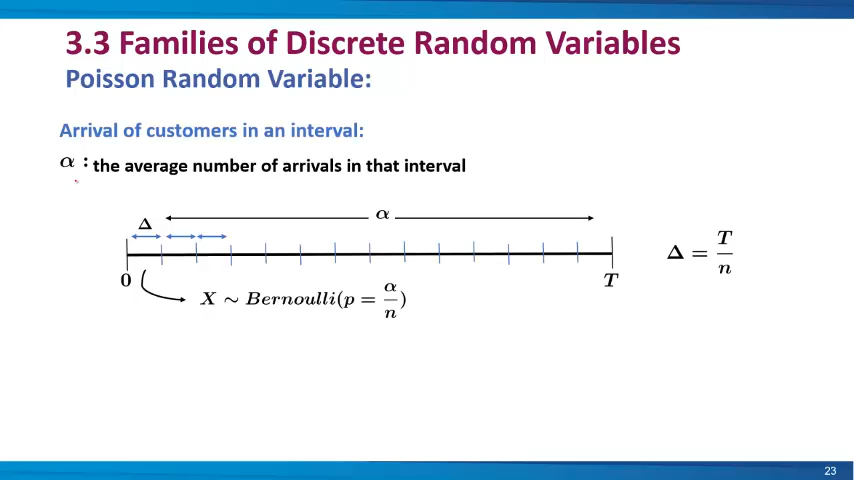 3.3 Families of Discrete Random Variables
Poisson Random Variable:
Arrival of customers in an interval:
α : the average number of arrivals in that interval
α
Δ
Δ = T/n
0
T
X ∼ Bernoulli(p = α/n)
23